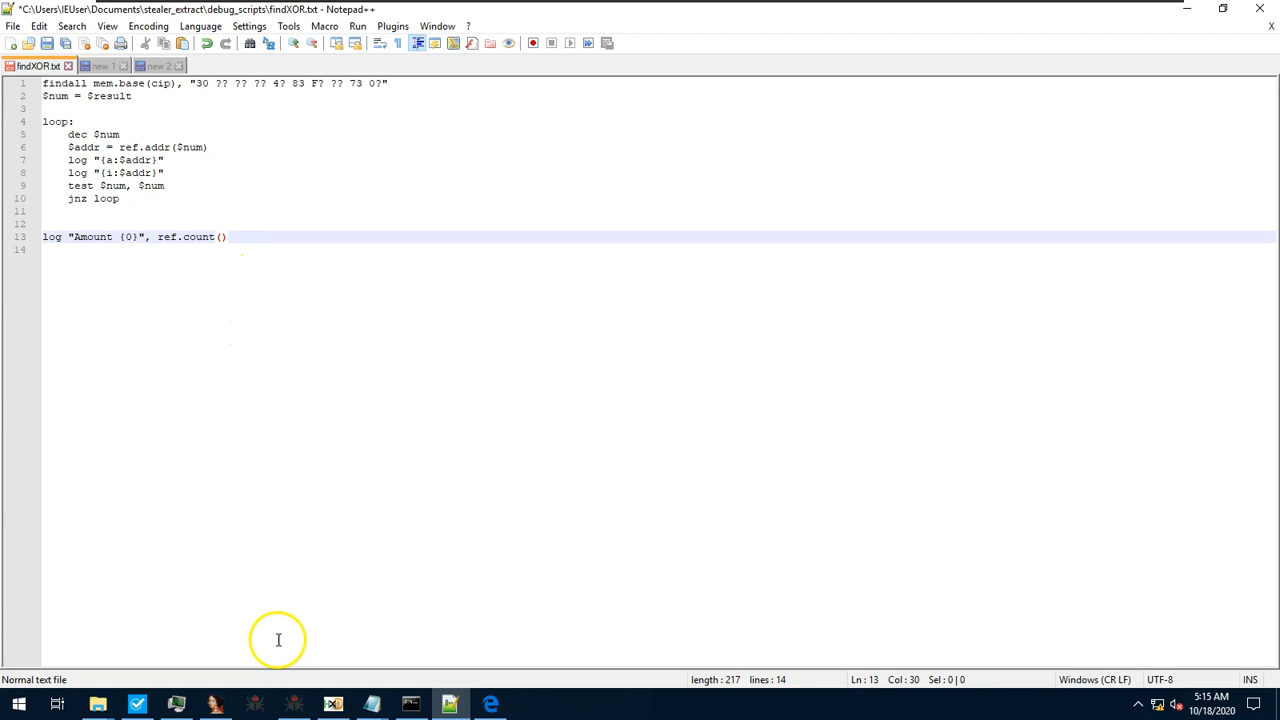 *C:\Users\IEUser\Documents\stealer_extract\debug_scripts\findXOR.txt - Notepad++
File Edit Search View Encoding Language Settings Tools Macro Run Plugins Window ? X
findXOR.txt new 1 new 2
1 findall mem.base(cip), "30 ?? ?? ?? 4? 83 F? ?? 73 0?"
2 $num = $result
3
4 loop:
5 dec $num
6 $addr = ref.addr($num)
7 log "{a:$addr}"
8 log "{i:$addr}"
9 test $num, $num
10 jnz loop
11
12
13 log "Amount {0}", ref.count()
14
Normal text file length : 217 lines : 14 Ln : 13 Col : 30 Sel : 0 | 0 Windows (CR LF) UTF-8 INS
5:15 AM
10/18/2020